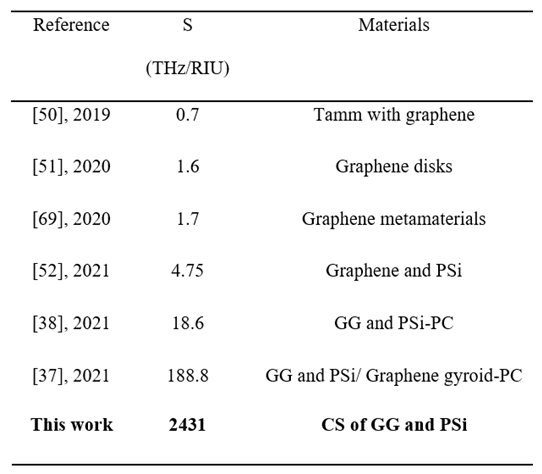 Reference S Materials
(THz/RIU)
[50], 2019 0.7 Tamm with graphene
[51], 2020 1.6 Graphene disks
[69], 2020 1.7 Graphene metamaterials
[52], 2021 4.75 Graphene and PSi
[38], 2021 18.6 GG and PSi-PC
[37], 2021 188.8 GG and PSi/ Graphene gyroid-PC
This work 2431 CS of GG and PSi